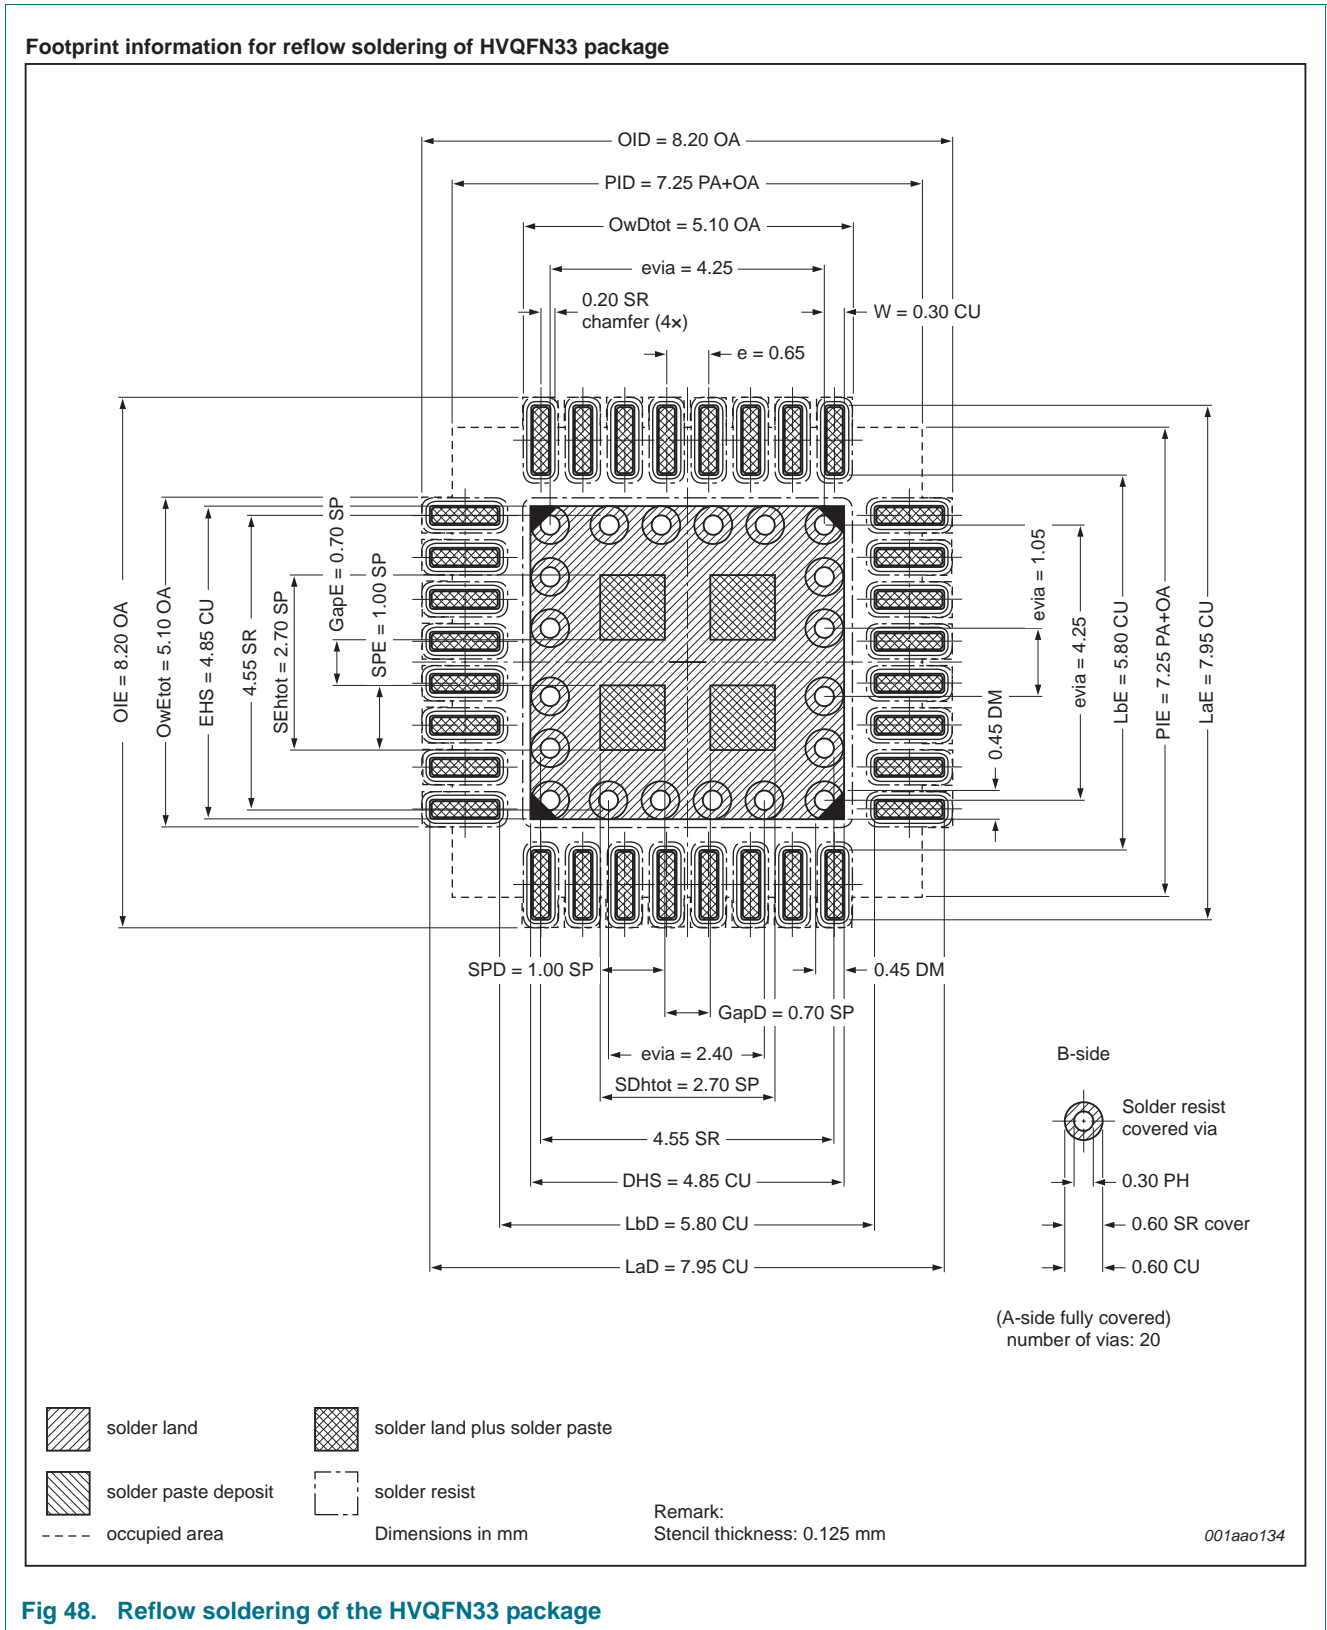 Footprint information for reflow soldering of HVQFN33 package
OID = 8.20 OA
PID = 7.25 PA+OA
OwDtot = 5.10 OA
evia = 4.25
0.20 SR
chamfer (4×)
W = 0.30 CU
e = 0.65
OIE = 8.20 OA
OwEtot = 5.10 OA
EHS = 4.85 CU
4.55 SR
SEhtot = 2.70 SP
GapE = 0.70 SP
SPE = 1.00 SP
evia = 1.05
0.45 DM
evia = 4.25
LbE = 5.80 CU
PIE = 7.25 PA+OA
LaE = 7.95 CU
SPD = 1.00 SP
0.45 DM
GapD = 0.70 SP
evia = 2.40
SDhtot = 2.70 SP
4.55 SR
DHS = 4.85 CU
LbD = 5.80 CU
LaD = 7.95 CU
B-side
Solder resist
covered via
0.30 PH
0.60 SR cover
0.60 CU
(A-side fully covered)
number of vias: 20
solder land
solder land plus solder paste
solder paste deposit
solder resist
occupied area
Dimensions in mm
Remark:
Stencil thickness: 0.125 mm
001aao134
Fig 48. Reflow soldering of the HVQFN33 package